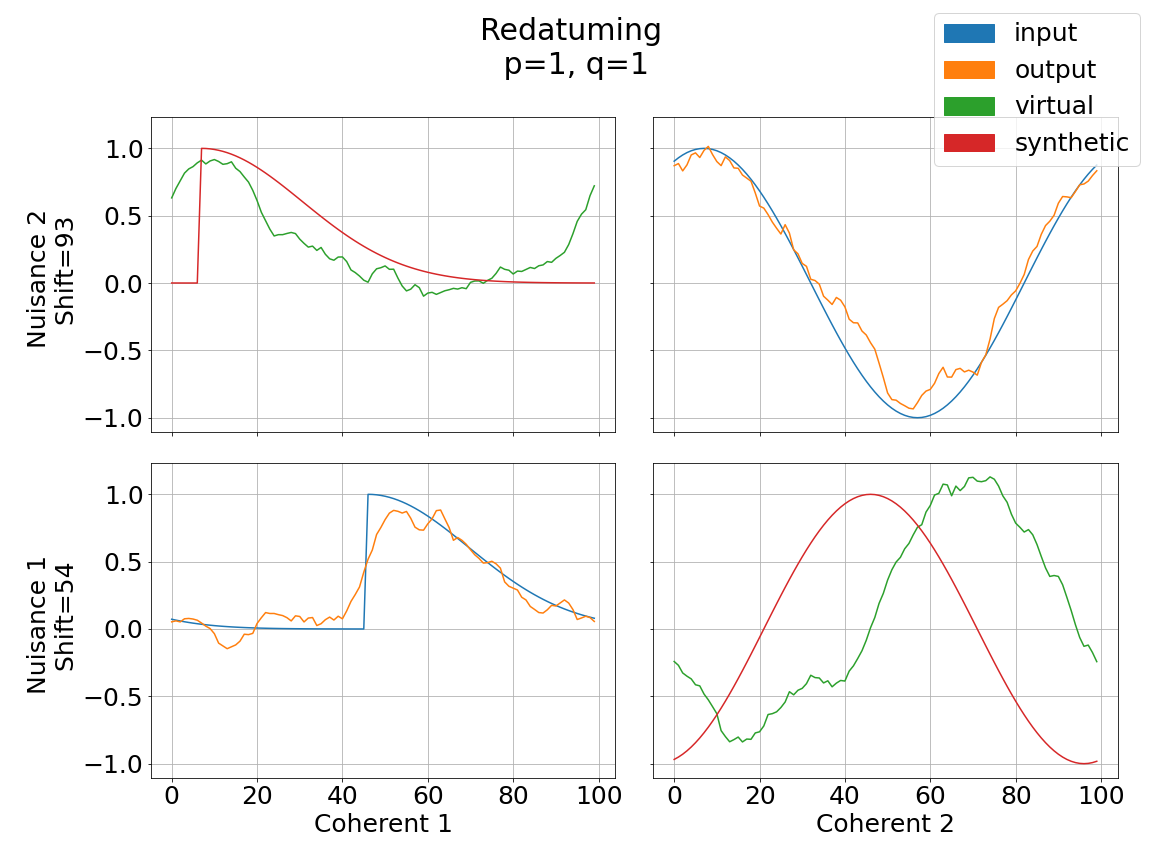 Redatuming
p=1, q=1
input
output
virtual
synthetic
Nuisance 2
Shift=93
1.0
0.5
0.0
−0.5
−1.0
Nuisance 1
Shift=54
1.0
0.5
0.0
−0.5
−1.0
0 20 40 60 80 100
0 20 40 60 80 100
Coherent 1
Coherent 2